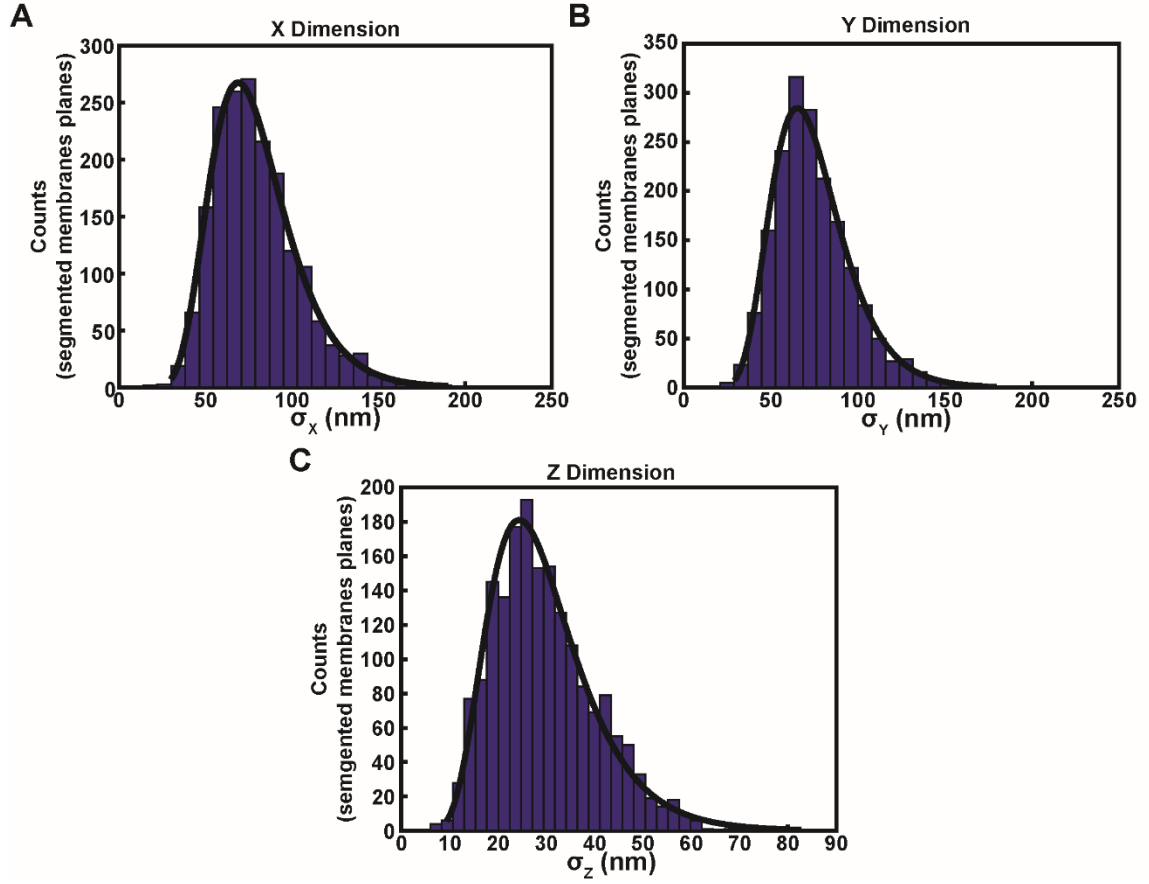 A
X Dimension
300
250
200
150
100
50
0
Counts
(segmented membranes planes)
0 50 100 150 200 250
σX (nm)
B
Y Dimension
350
300
250
200
150
100
50
0
Counts
(segmented membranes planes)
0 50 100 150 200 250
σY (nm)
C
Z Dimension
200
180
160
140
120
100
80
60
40
20
0
Counts
(semgented membranes planes)
0 10 20 30 40 50 60 70 80 90
σZ (nm)